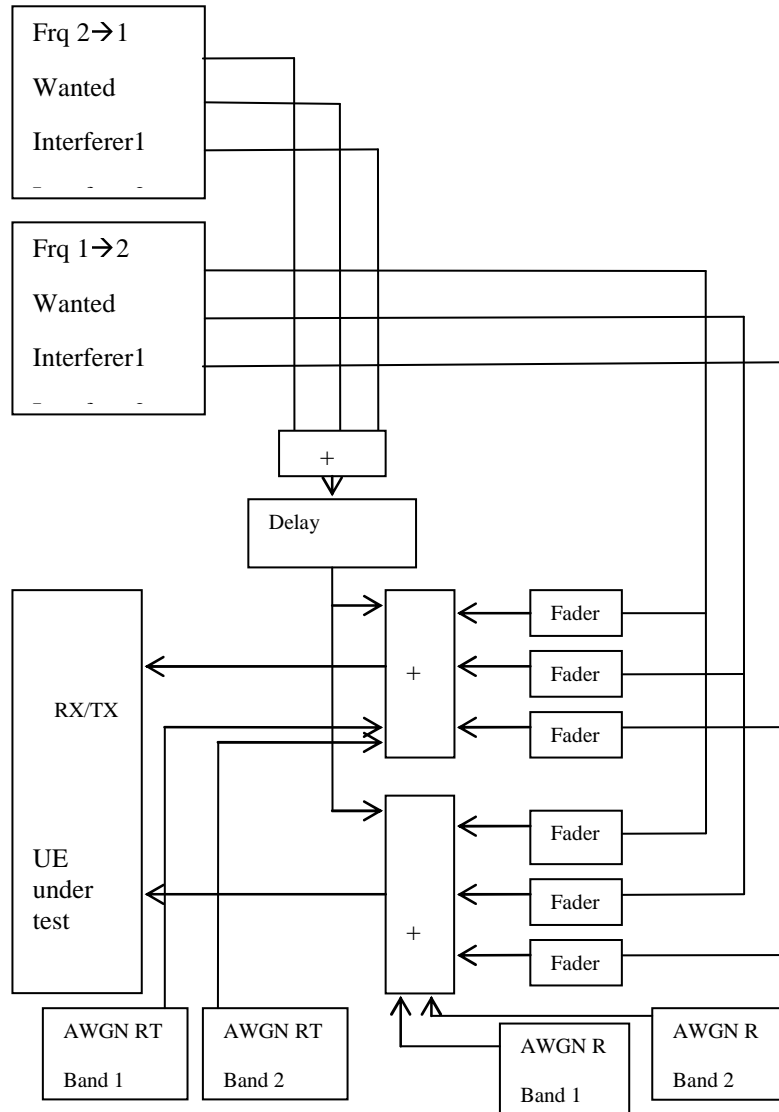 Frq 2→1
Wanted
Interferer1
Frq 1→2
Wanted
Interferer1
+
Delay
Fader
Fader
+
RX/TX
Fader
Fader
UE
under
test
Fader
+
Fader
AWGN RT
Band 1
AWGN RT
Band 2
AWGN R
Band 1
AWGN R
Band 2